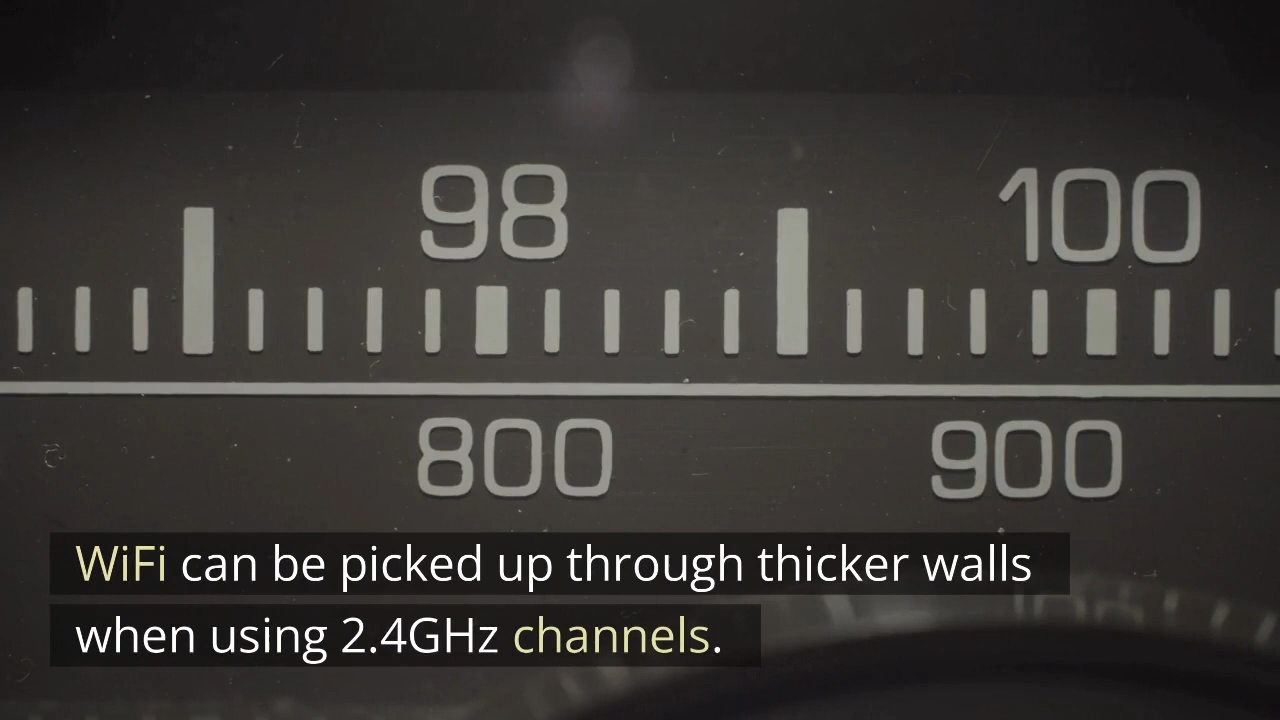 98 100
800 900
WiFi can be picked up through thicker walls
when using 2.4GHz channels.